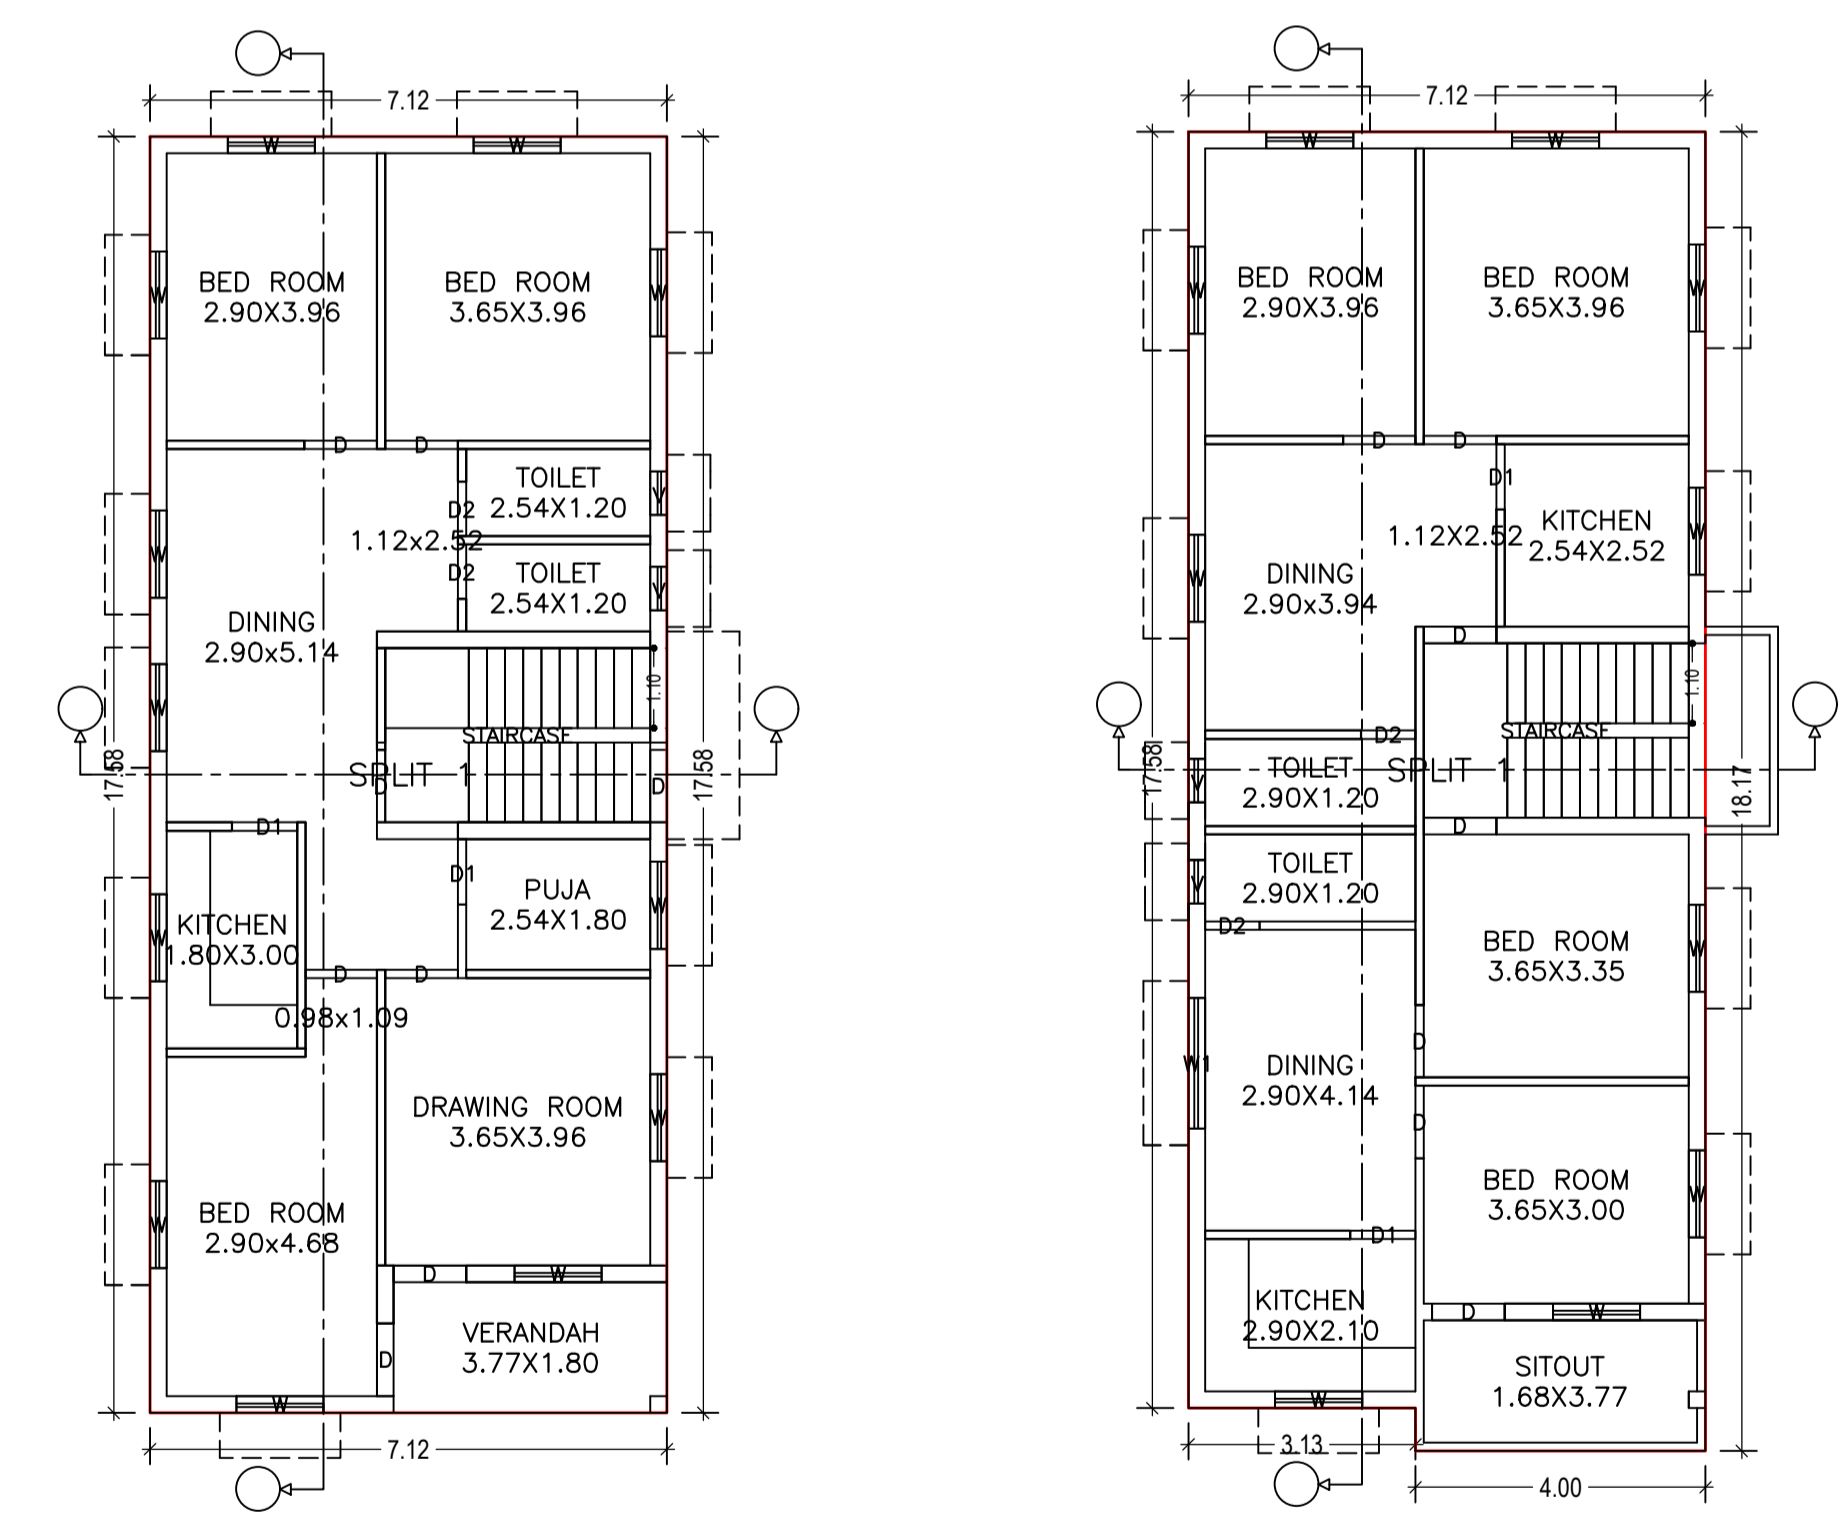 7.12
W
W
BED ROOM
2.90X3.96
BED ROOM
3.65X3.96
W
W
D
D
TOILET
2.54X1.20
V
D2
1.12x2.52
W
D2
TOILET
2.54X1.20
V
DINING
2.90x5.14
W
1.10
STAIRCASE
SPLIT 1
D
D
17.58
17.58
D1
D1
PUJA
2.54X1.80
W
KITCHEN
1.80X3.00
W
D
D
0.98x1.09
DRAWING ROOM
3.65X3.96
W
BED ROOM
2.90x4.68
W
D
W
VERANDAH
3.77X1.80
D
W
7.12
7.12
W
W
BED ROOM
2.90X3.96
BED ROOM
3.65X3.96
W
W
D
D
D1
KITCHEN
2.54X2.52
W
1.12X2.52
DINING
2.90x3.94
W
D
1.10
STAIRCASE
D2
SPLIT 1
TOILET
2.90X1.20
V
17.58
18.17
D
TOILET
2.90X1.20
V
D2
BED ROOM
3.65X3.35
W
D
DINING
2.90X4.14
W1
D
BED ROOM
3.65X3.00
W
D1
KITCHEN
2.90X2.10
D
W
SITOUT
1.68X3.77
W
3.13
4.00